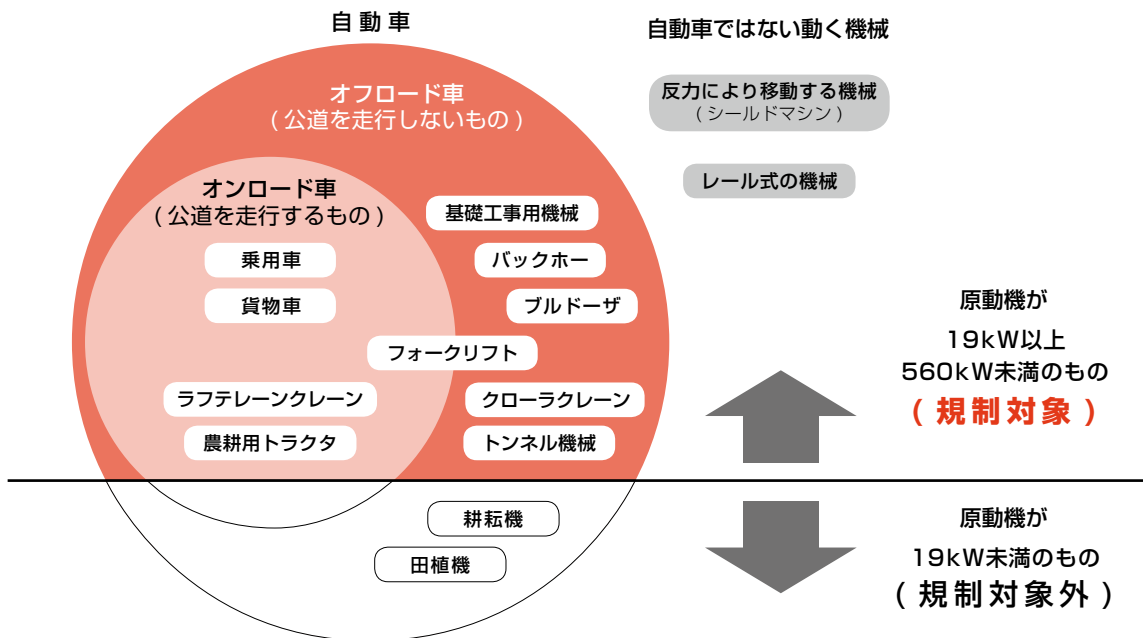 自動車
オフロード車
(公道を走行しないもの)
オンロード車
(公道を走行するもの)
乗用車
貨物車
フォークリフト
ラフテレーンクレーン
農耕用トラクタ
基礎工事用機械
バックホー
ブルドーザ
クローラクレーン
トンネル機械
耕耘機
田植機
自動車ではない動く機械
反力により移動する機械
(シールドマシン)
レール式の機械
原動機が
19kW以上
560kW未満のもの
(規制対象)
原動機が
19kW未満のもの
(規制対象外)